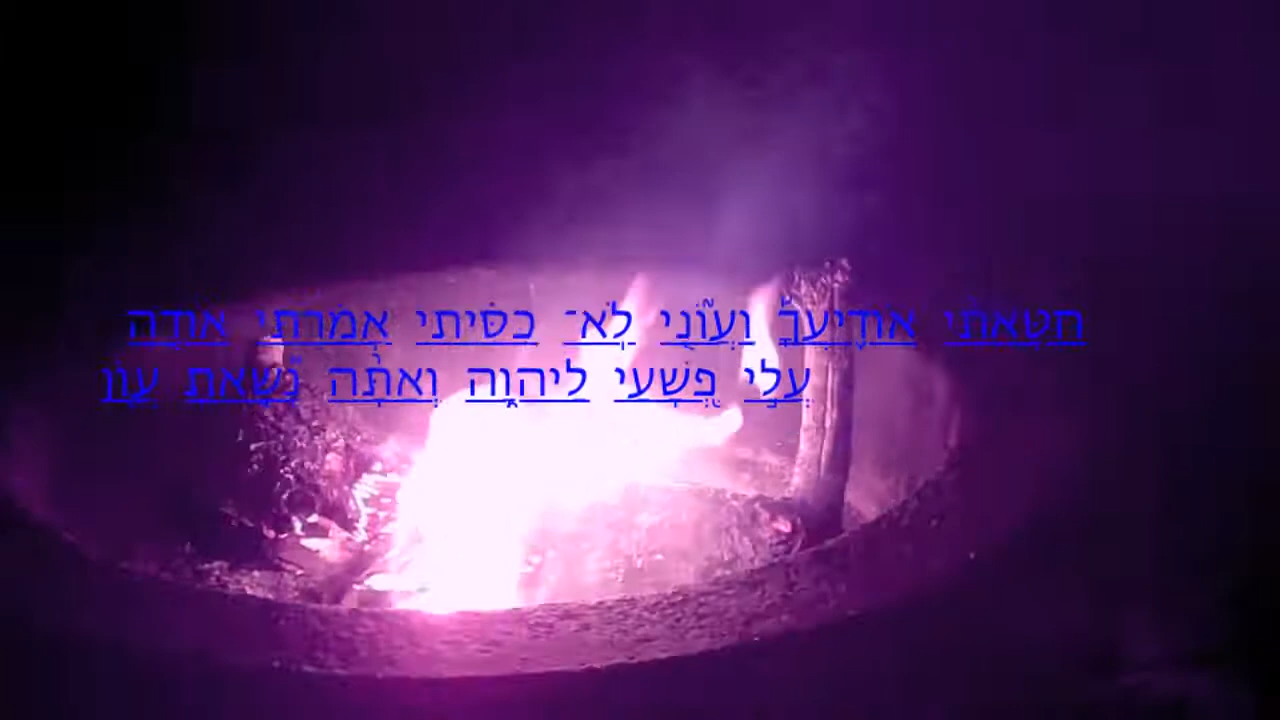 חַטָּאתִ֨י אוֹדִ֪יעֲךָ֡ וַעֲוֺ֘נִ֤י לֹֽא־ כִסִּ֗יתִי אָמַ֗רְתִּי אוֹדֶ֤ה
עֲלֵ֣י פְ֭שָׁעַי לַיהוָ֑ה וְאַתָּ֨ה נָ֘שָׂ֤אתָ עֲוֺ֖ן